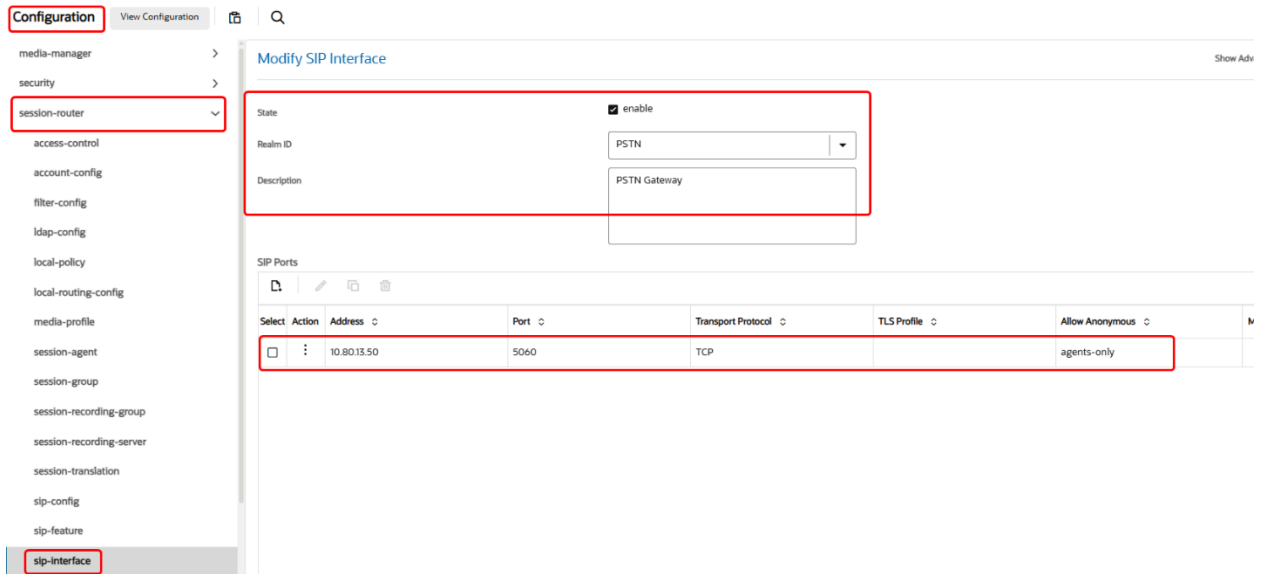 Configuration View Configuration
media-manager
security
session-router
access-control
account-config
filter-config
ldap-config
local-policy
local-routing-config
media-profile
session-agent
session-group
session-recording-group
session-recording-server
session-translation
sip-config
sip-feature
sip-interface
Modify SIP Interface Show Adv
State enable
Realm ID PSTN
Description PSTN Gateway
SIP Ports
Select Action Address Port Transport Protocol TLS Profile Allow Anonymous M
10.80.13.50 5060 TCP agents-only